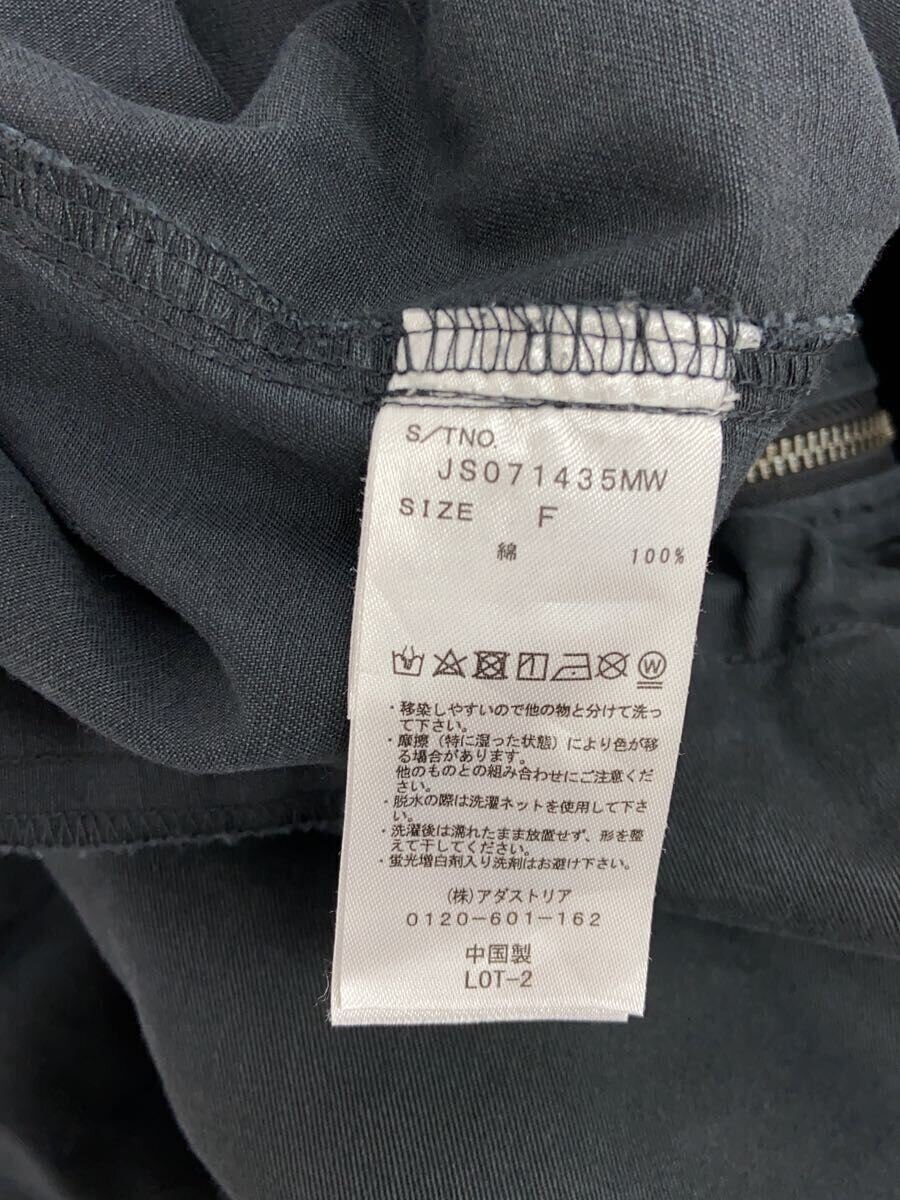 S/TNO.
JS071435MW
SIZE F
綿 100%
W
・移染しやすいので他の物と分けて洗っ
て下さい。
・摩擦（特に湿った状態）により色が移
る場合があります。
他のものとの組み合わせにご注意くだ
さい。
・脱水の際は洗濯ネットを使用して下さ
い。
・洗濯後は濡れたまま放置せず、形を整
えて干してください。
・蛍光増白剤入り洗剤はお避け下さい。
(株)アダストリア
0120-601-162
中国製
LOT-2